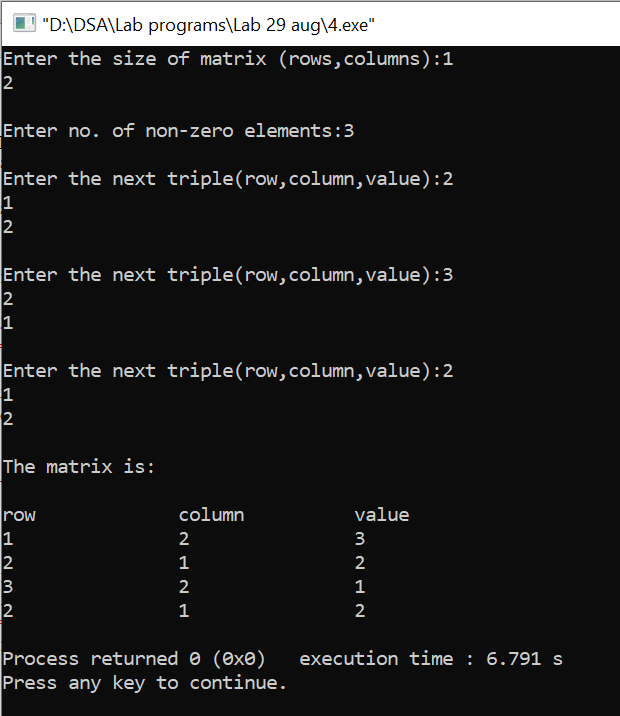 "D:\DSA\Lab programs\Lab 29 aug\4.exe"
Enter the size of matrix (rows,columns):1
2
Enter no. of non-zero elements:3
Enter the next triple(row,column,value):2
1
2
Enter the next triple(row,column,value):3
2
1
Enter the next triple(row,column,value):2
1
2
The matrix is:
row column value
1 2 3
2 1 2
3 2 1
2 1 2
Process returned 0 (0x0) execution time : 6.791 s
Press any key to continue.